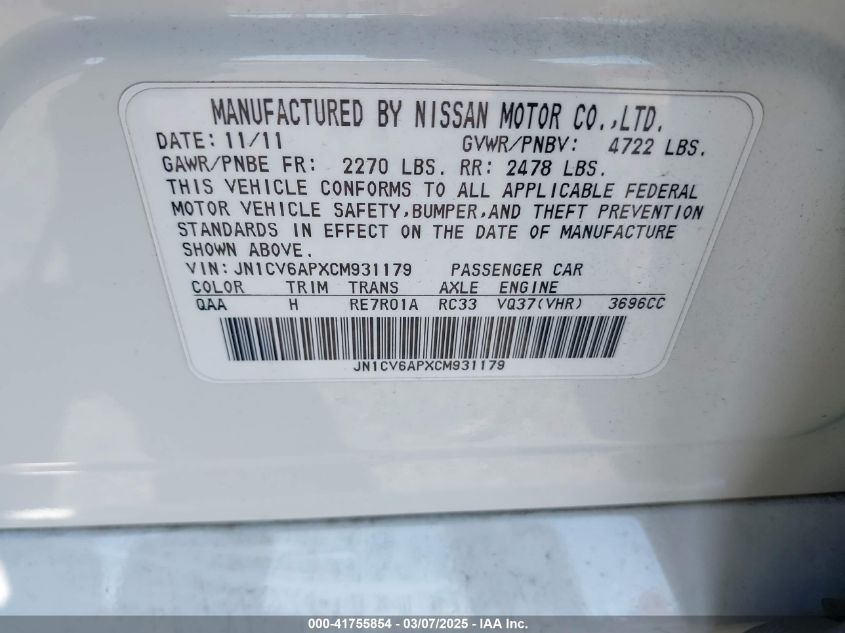 MANUFACTURED BY NISSAN MOTOR CO.,LTD.
DATE: 11/11 GVWR/PNBV: 4722 LBS.
GAWR/PNBE FR: 2270 LBS. RR: 2478 LBS.
THIS VEHICLE CONFORMS TO ALL APPLICABLE FEDERAL
MOTOR VEHICLE SAFETY,BUMPER,AND THEFT PREVENTION
STANDARDS IN EFFECT ON THE DATE OF MANUFACTURE
SHOWN ABOVE.
VIN: JN1CV6APXCM931179 PASSENGER CAR
COLOR TRIM TRANS AXLE ENGINE
QAA H RE7R01A RC33 VQ37(VHR) 3696CC
JN1CV6APXCM931179
000-41755854 - 03/07/2025 - IAA Inc.